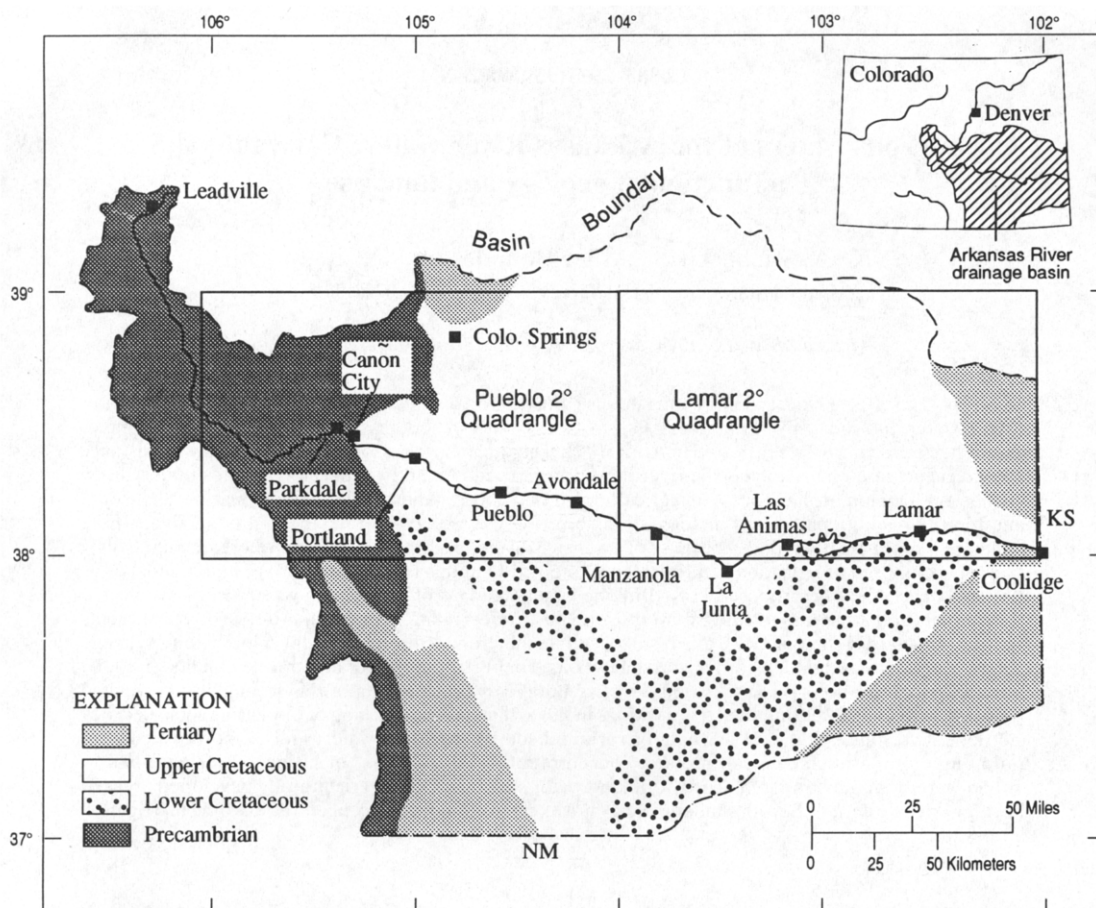 106°
105°
104°
103°
102°
Colorado
Denver
Arkansas River
drainage basin
Leadville
Basin
Boundary
39°
Colo. Springs
Cañon
City
Pueblo 2°
Quadrangle
Lamar 2°
Quadrangle
Parkdale
Portland
Pueblo
Avondale
Las
Animas
Lamar
KS
38°
Manzanola
La
Junta
Coolidge
EXPLANATION
Tertiary
Upper Cretaceous
Lower Cretaceous
Precambrian
37°
NM
0 25 50 Miles
0 25 50 Kilometers